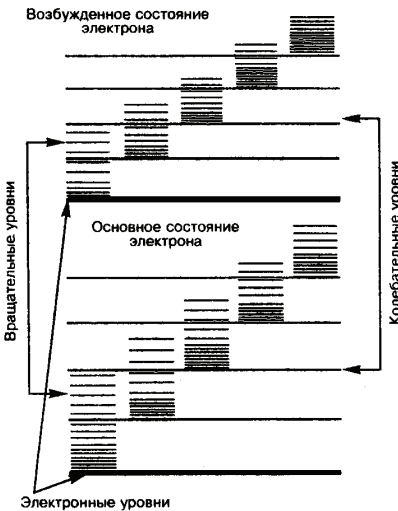 Возбужденное состояние
электрона
Вращательные уровни
Колебательные уровни
Основное состояние
электрона
Электронные уровни